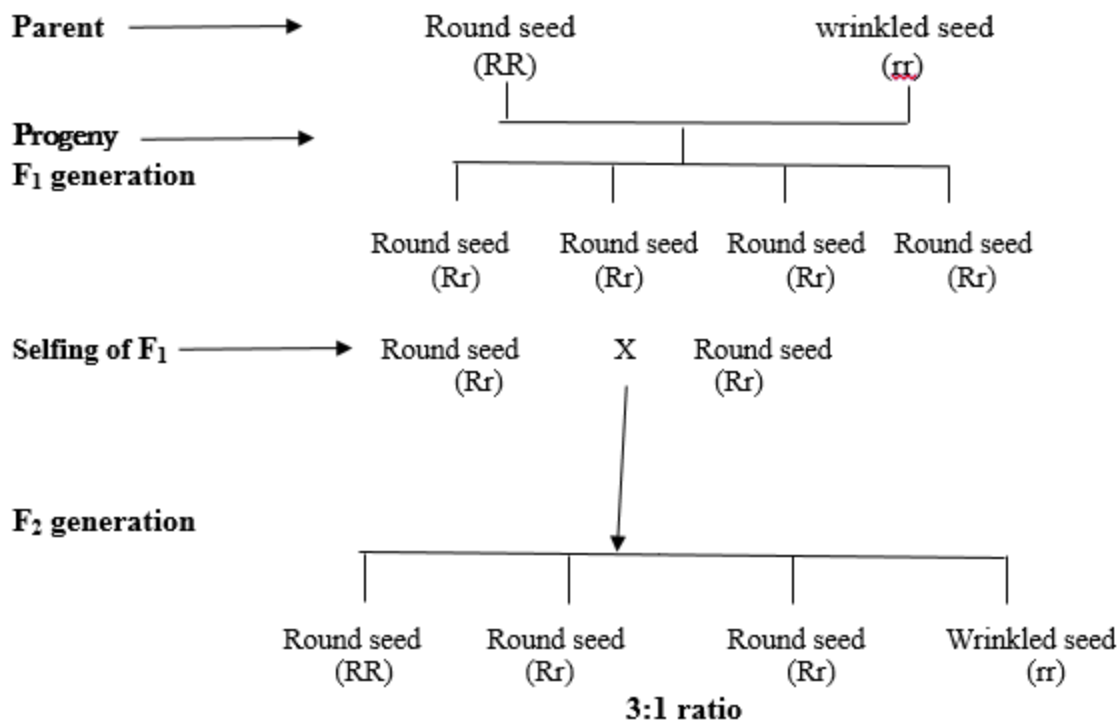 Parent Round seed wrinkled seed
(RR) (rr)
Progeny
F₁ generation
Round seed Round seed Round seed Round seed
(Rr) (Rr) (Rr) (Rr)
Selfing of F₁ Round seed X Round seed
(Rr) (Rr)
F₂ generation
Round seed Round seed Round seed Wrinkled seed
(RR) (Rr) (Rr) (rr)
3:1 ratio